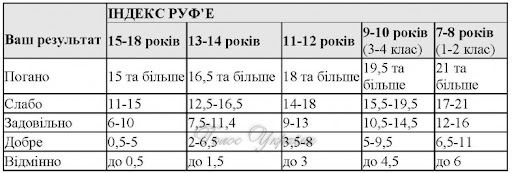 Ваш результат
ІНДЕКС РУФ'Е
15-18 років 13-14 років 11-12 років 9-10 років (3-4 клас) 7-8 років (1-2 клас)
Погано 15 та більше 16,5 та більше 18 та більше 19,5 та більше 21 та більше
Слабо 11-15 12,5-16,5 14-18 15,5-19,5 17-21
Задовільно 6-10 7,5-11,4 9-13 10,5-14,5 12-16
Добре 0,5-5 2-6,5 3,5-8 5-9,5 6,5-11
Відмінно до 0,5 до 1,5 до 3 до 4,5 до 6
Голос України